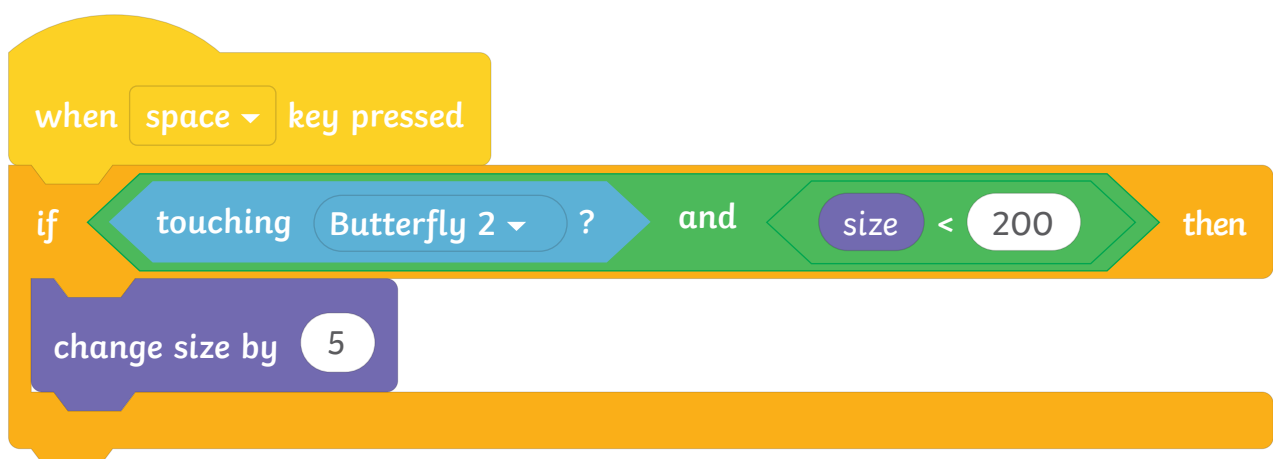 when space key pressed
if touching Butterfly 2 ? and size < 200 then
change size by 5